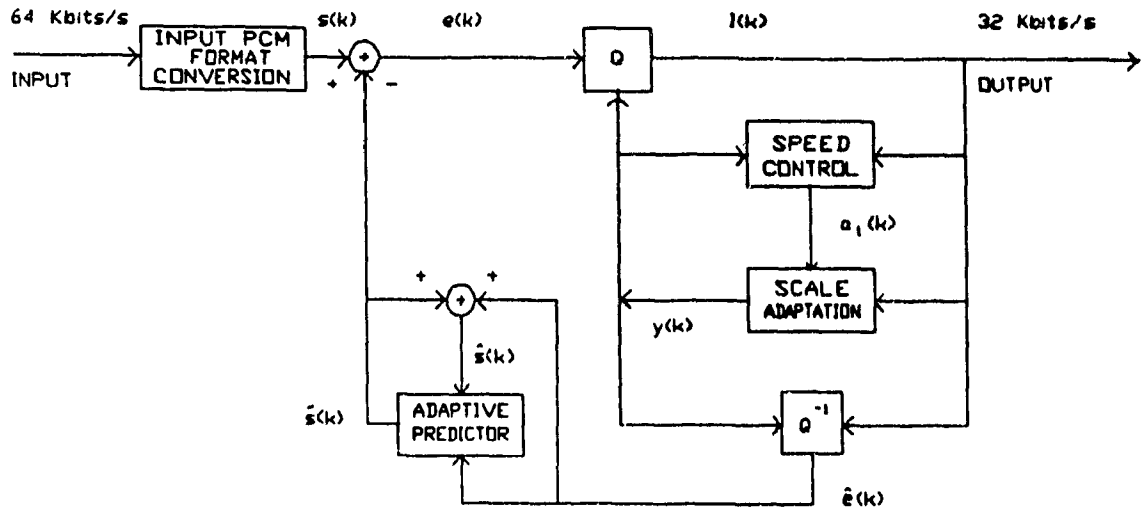 64 Kbits/s
s(k)
e(k)
I(k)
32 Kbits/s
INPUT PCM
FORMAT
CONVERSION
+
Q
INPUT
+
-
OUTPUT
SPEED
CONTROL
a₁(k)
+
+
+
SCALE
ADAPTATION
y(k)
ŝ(k)
s̃(k)
ADAPTIVE
PREDICTOR
Q⁻¹
ê(k)